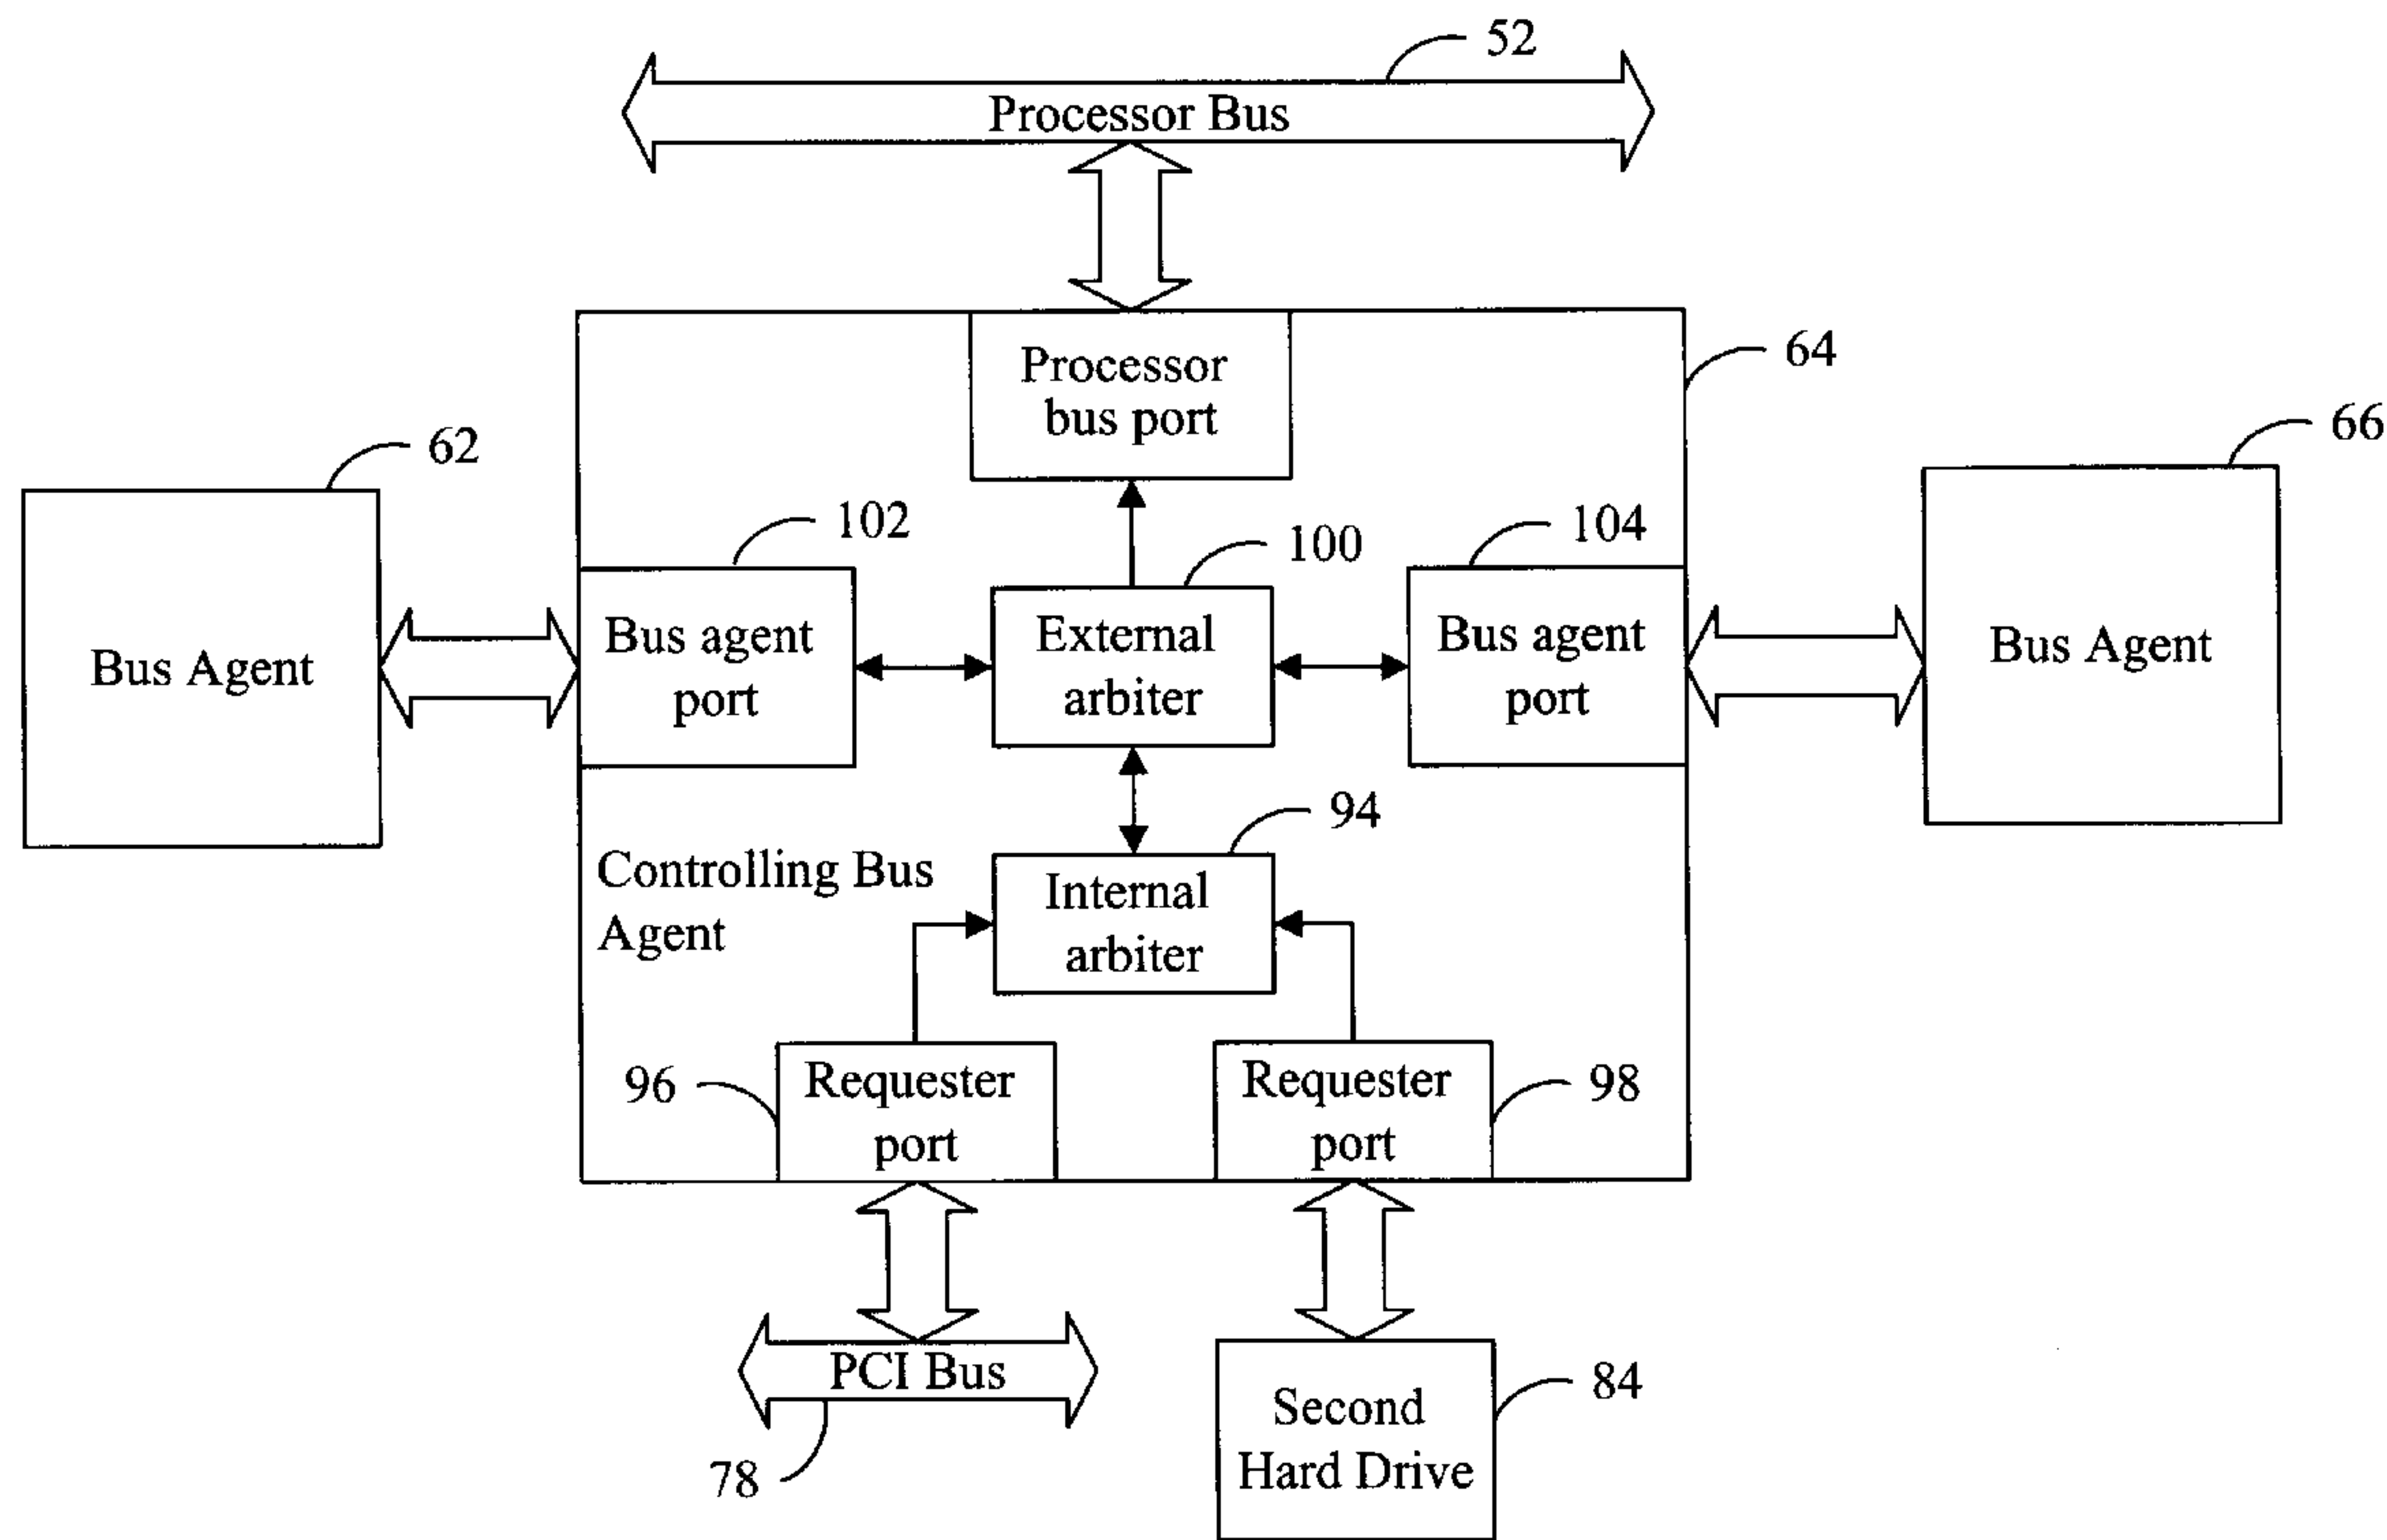 52
Processor Bus
64
Processor
bus port
62
66
102
100
104
Bus Agent
Bus agent
port
External
arbiter
Bus agent
port
Bus Agent
94
Controlling Bus
Agent
Internal
arbiter
96
Requester
port
Requester
port
98
PCI Bus
78
84
Second
Hard Drive